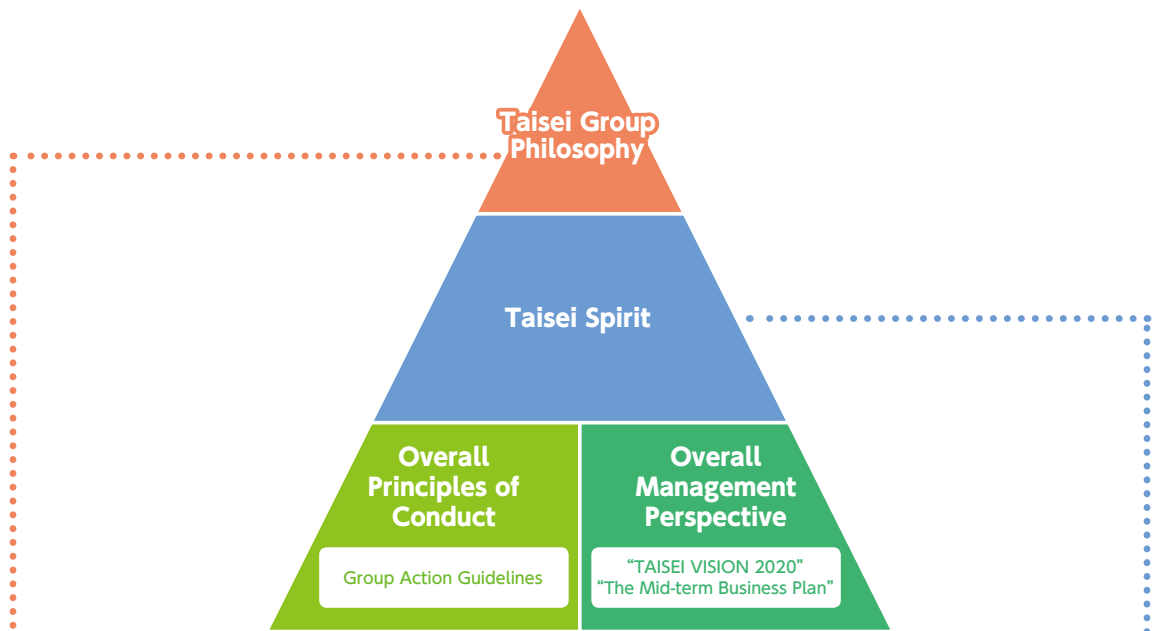 Taisei Group
Philosophy
Taisei Spirit
Overall
Principles of
Conduct
Group Action Guidelines
Overall
Management
Perspective
“TAISEI VISION 2020”
“The Mid-term Business Plan”